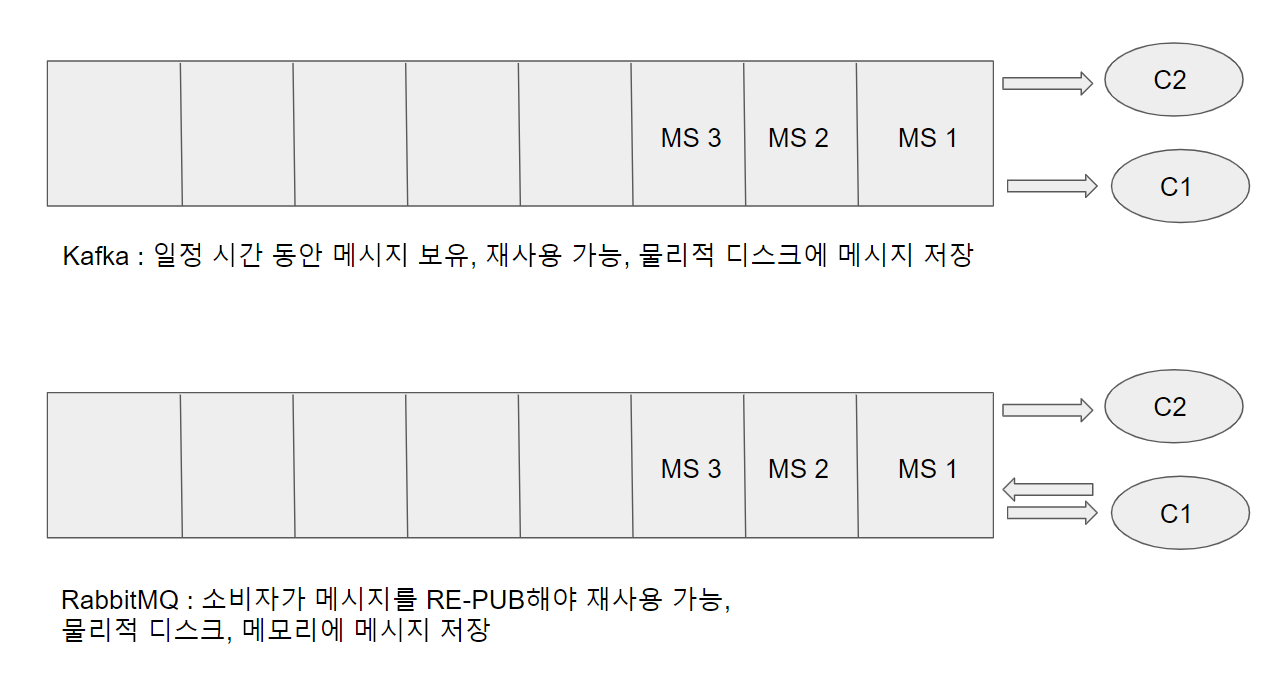 MS 3
MS 2
MS 1
C2
C1
Kafka : 일정 시간 동안 메시지 보유, 재사용 가능, 물리적 디스크에 메시지 저장
MS 3
MS 2
MS 1
C2
C1
RabbitMQ : 소비자가 메시지를 RE-PUB해야 재사용 가능,
물리적 디스크, 메모리에 메시지 저장